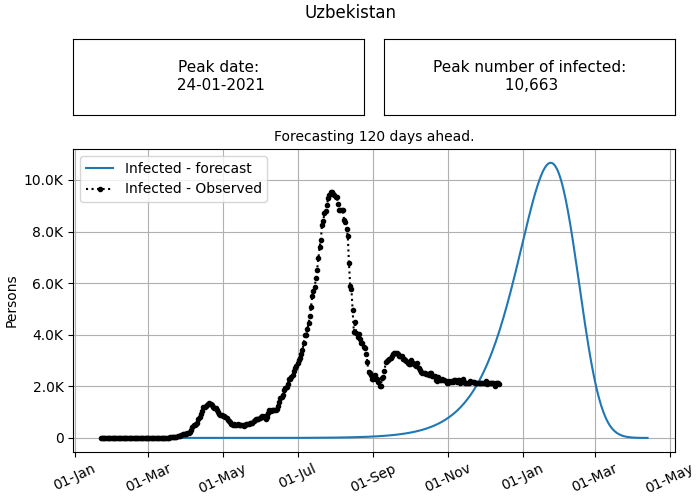 Uzbekistan
Peak date:
24-01-2021
Peak number of infected:
10,663
Forecasting 120 days ahead.
Infected - forecast
Infected - Observed
10.0K
8.0K
6.0K
4.0K
2.0K
0
Persons
01-Jan
01-Mar
01-May
01-Jul
01-Sep
01-Nov
01-Jan
01-Mar
01-May